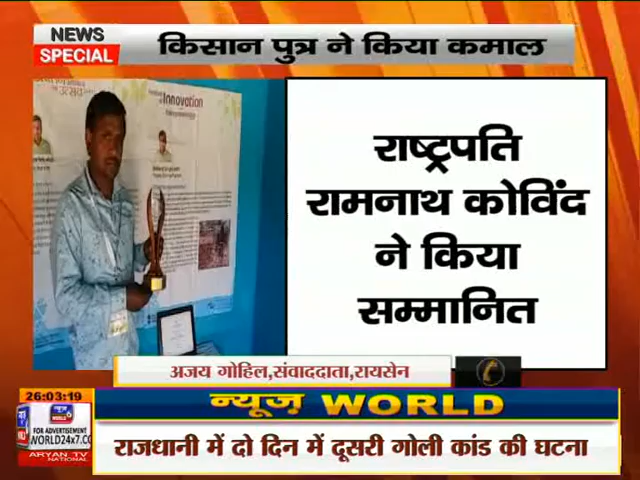 NEWS
SPECIAL
किसान पुत्र ने किया कमाल
Innovation
राष्ट्रपति
रामनाथ कोविंद
ने किया
सम्मानित
अजय गोहिल,संवाददाता,रायसेन
26:03:19
न्यूज़ WORLD
FOR ADVERTISEMENT
WORLD24x7.C
ARYAN TV
NATIONAL
राजधानी में दो दिन में दूसरी गोली कांड की घटना